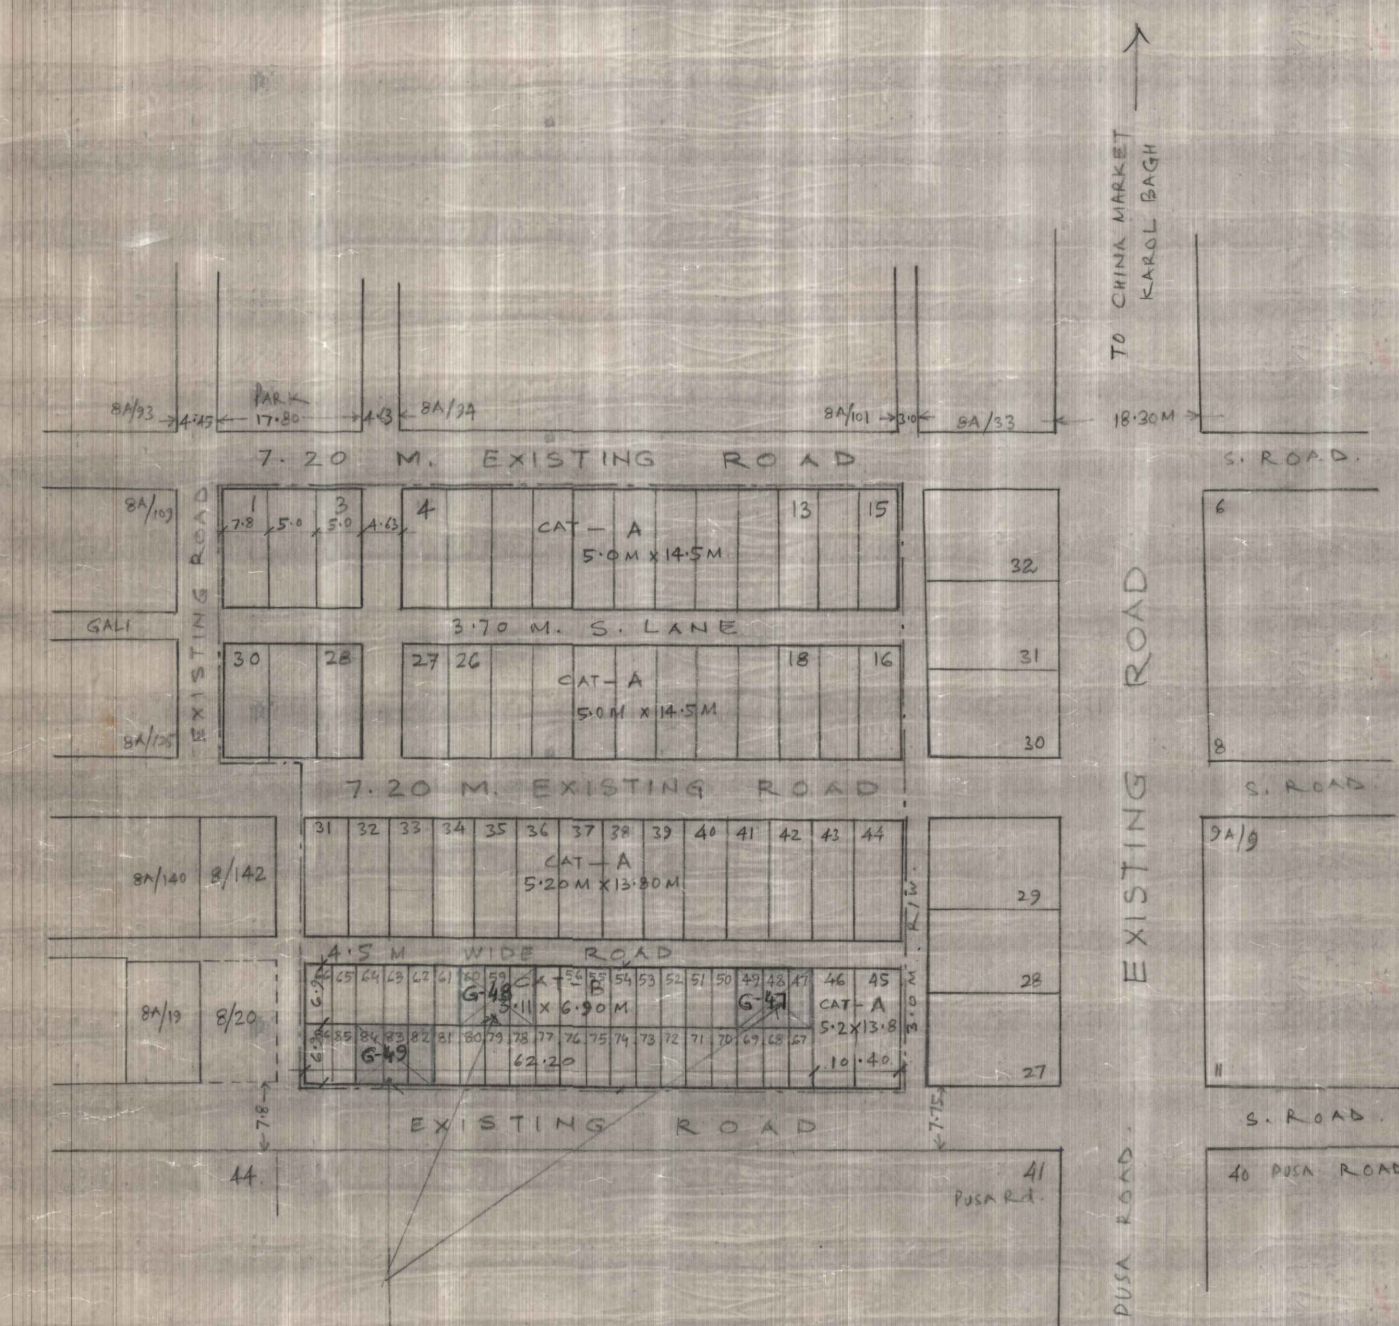 TO CHINA MARKET
KAROL BAGH
8A/93
4.45
PARK
17.80
4.63
8A/94
8A/101
3.0
8A/33
18.30M
7.20 M. EXISTING ROAD
S. ROAD.
8A/109
EXISTING ROAD
1 3 4 13 15
7.8 5.0 5.0 4.63
CAT - A
5.0M X 14.5M
32
6
GALI
3.70 M. S. LANE
30 28 27 26 18 16
CAT - A
5.0M X 14.5M
31
30
8
8A/125
EXISTING ROAD
7.20 M. EXISTING ROAD
S. ROAD.
31 32 33 34 35 36 37 38 39 40 41 42 43 44
CAT - A
5.20M X 13.80M
8A/140
8/142
29
9A/9
3.0 M. R/W.
4.5 M WIDE ROAD
65 64 63 62 61 60 59 56 55 54 53 52 51 50 49 48 47 46 45
G-48
CAT - B
5.11 X 6.90M
G-47
CAT - A
5.2X13.8
28
8A/19
8/20
85 84 83 82 81 80 79 78 77 76 75 74 73 72 71 70 69 68 67
G-49
62.20
10.40
27
11
7.8
EXISTING ROAD
7.75
S. ROAD.
44.
41
PUSA Rd.
PUSA ROAD.
40 PUSA ROAD